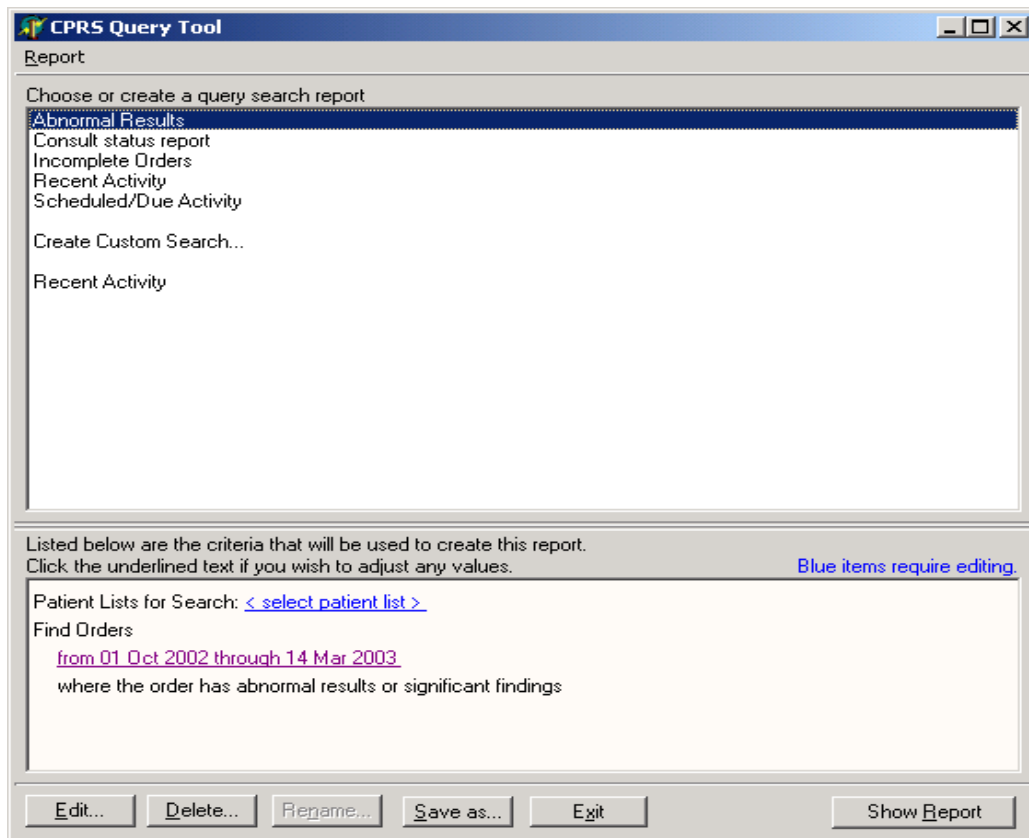 CPRS Query Tool
Report
Choose or create a query search report
Abnormal Results
Consult status report
Incomplete Orders
Recent Activity
Scheduled/Due Activity
Create Custom Search...
Recent Activity
Listed below are the criteria that will be used to create this report.
Click the underlined text if you wish to adjust any values. Blue items require editing.
Patient Lists for Search: < select patient list >
Find Orders
from 01 Oct 2002 through 14 Mar 2003
where the order has abnormal results or significant findings
Edit... Delete... Rename... Save as... Exit Show Report